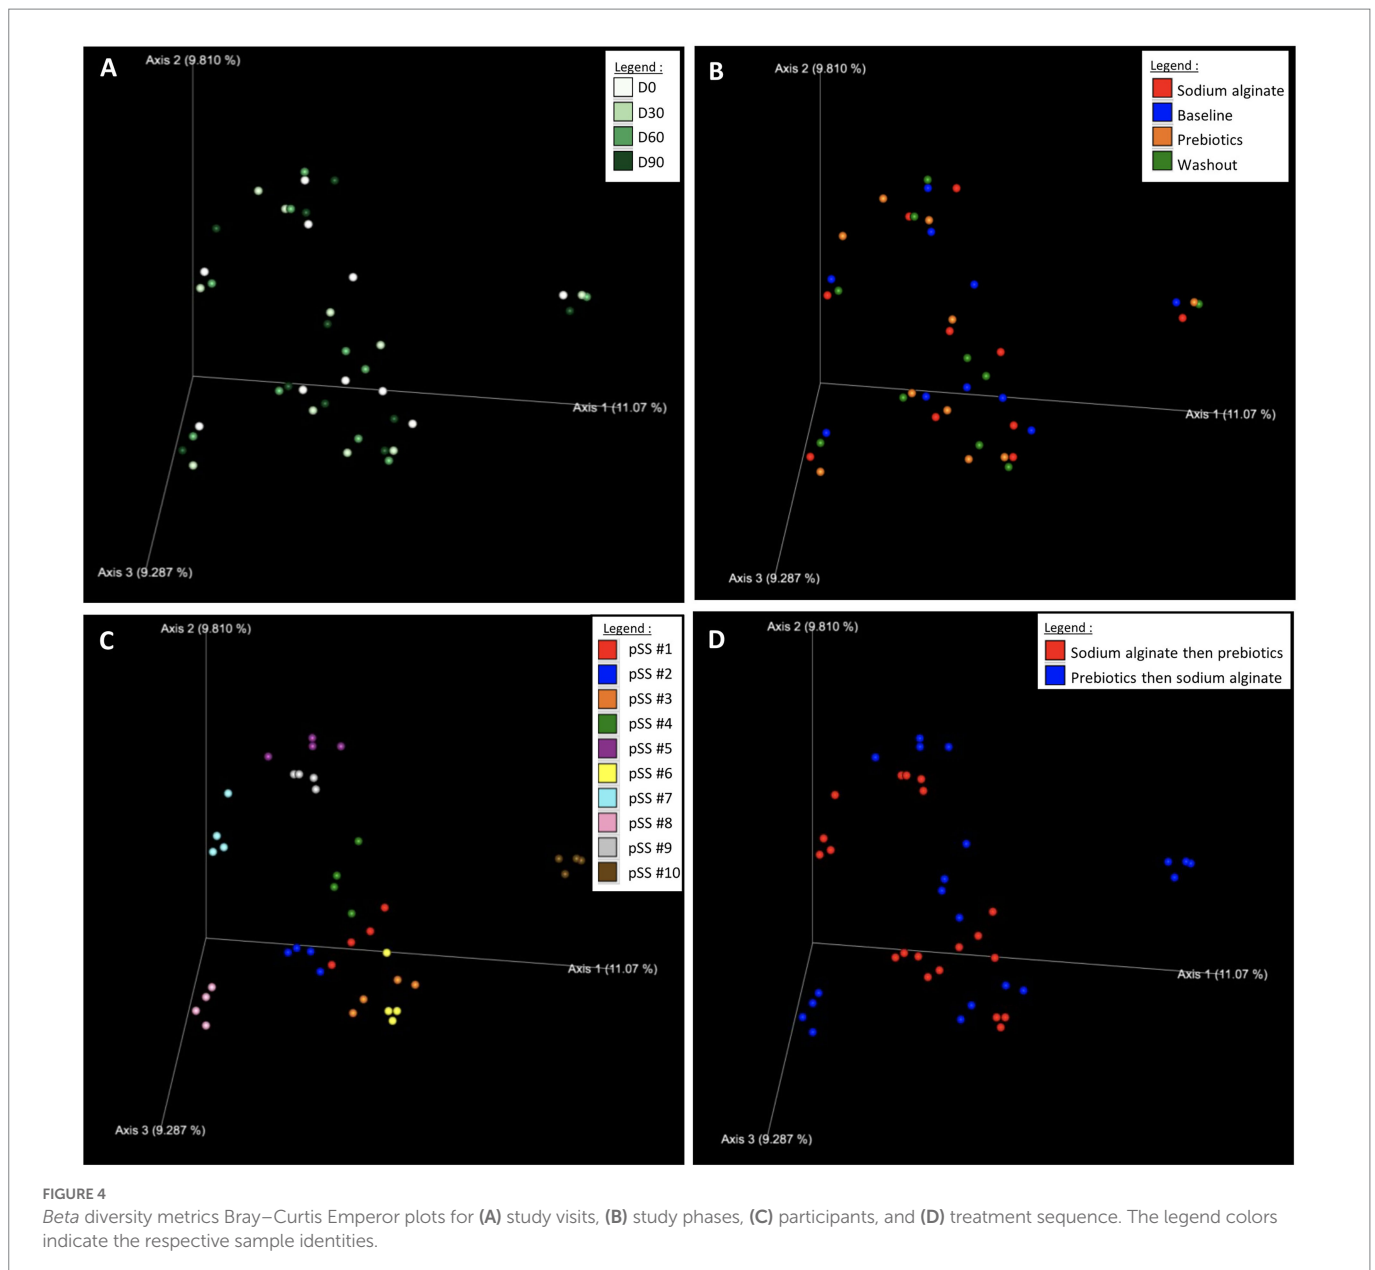 A
Axis 2 (9.810 %)
Legend :
D0
D30
D60
D90
Axis 1 (11.07 %)
Axis 3 (9.287 %)
B
Axis 2 (9.810 %)
Legend :
Sodium alginate
Baseline
Prebiotics
Washout
Axis 1 (11.07 %)
Axis 3 (9.287 %)
C
Axis 2 (9.810 %)
Legend :
pSS #1
pSS #2
pSS #3
pSS #4
pSS #5
pSS #6
pSS #7
pSS #8
pSS #9
pSS #10
Axis 1 (11.07 %)
Axis 3 (9.287 %)
D
Axis 2 (9.810 %)
Legend :
Sodium alginate then prebiotics
Prebiotics then sodium alginate
Axis 1 (11.07 %)
Axis 3 (9.287 %)
FIGURE 4
Beta diversity metrics Bray–Curtis Emperor plots for (A) study visits, (B) study phases, (C) participants, and (D) treatment sequence. The legend colors
indicate the respective sample identities.